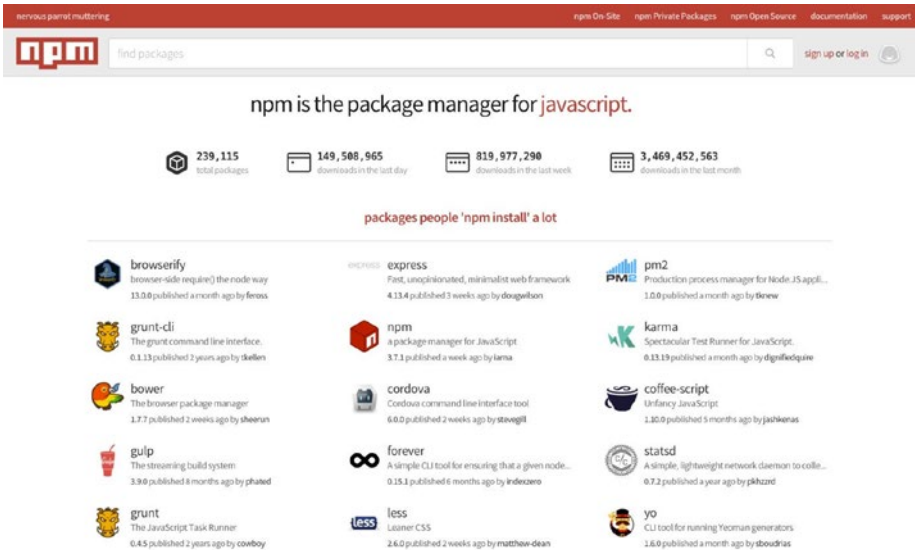 nervous parrot muttering
npm On-Site npm Private Packages npm Open Source documentation support
npm
find packages
sign up or log in
npm is the package manager for javascript.
239,115
total packages
149,508,965
downloads in the last day
819,977,290
downloads in the last week
3,469,452,563
downloads in the last month
packages people 'npm install' a lot
browserify
browser-side require() the node way
13.0.0 published a month ago by feross
express
express
Fast, unopinionated, minimalist web framework
4.13.4 published 3 weeks ago by dougwilson
PM2
pm2
Production process manager for Node.JS appli...
1.0.0 published a month ago by tknew
grunt-cli
The grunt command line interface.
0.1.13 published 2 years ago by tkellen
n
npm
a package manager for JavaScript
3.7.1 published a week ago by iarna
karma
Spectacular Test Runner for JavaScript.
0.13.19 published a month ago by dignifiedquire
bower
The browser package manager
1.7.7 published 2 weeks ago by sheerun
cordova
Cordova command line interface tool
6.0.0 published 2 weeks ago by stevegill
coffee-script
Unfancy JavaScript
1.10.0 published 5 months ago by jashkenas
gulp
The streaming build system
3.9.0 published 8 months ago by phated
forever
A simple CLI tool for ensuring that a given node...
0.15.1 published 6 months ago by indexzero
C/C
statsd
A simple, lightweight network daemon to colle...
0.7.2 published a year ago by pkhzzrd
grunt
The JavaScript Task Runner
0.4.5 published 2 years ago by cowboy
less
less
Leaner CSS
2.6.0 published 2 weeks ago by matthew-dean
yo
CLI tool for running Yeoman generators
1.6.0 published a month ago by sboudrias